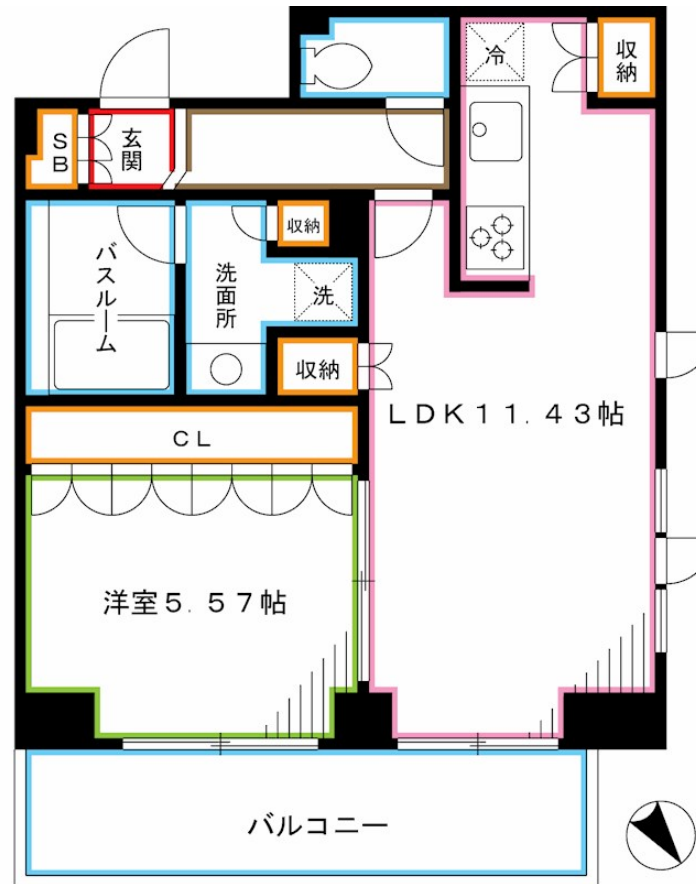 冷
収納
SB
玄関
収納
バスルーム
洗面所
洗
収納
LDK11.43帖
CL
洋室5.57帖
バルコニー